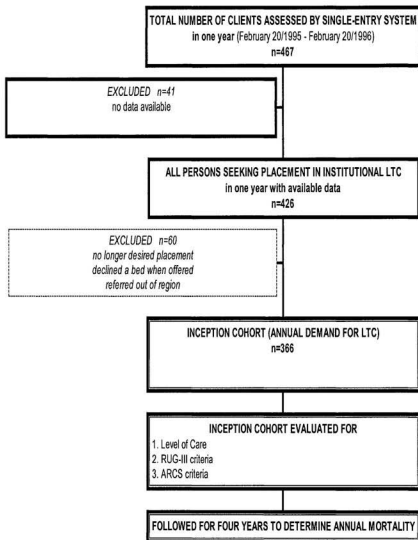 TOTAL NUMBER OF CLIENTS ASSESSED BY SINGLE-ENTRY SYSTEM
in one year (February 20/1995 - February 20/1996)
n=467
EXCLUDED n=41
no data available
ALL PERSONS SEEKING PLACEMENT IN INSTITUTIONAL LTC
in one year with available data
n=426
EXCLUDED n=60
no longer desired placement
declined a bed when offered
referred out of region
INCEPTION COHORT (ANNUAL DEMAND FOR LTC)
n=366
INCEPTION COHORT EVALUATED FOR
1. Level of Care
2. RUG-III criteria
3. ARCS criteria
FOLLOWED FOR FOUR YEARS TO DETERMINE ANNUAL MORTALITY